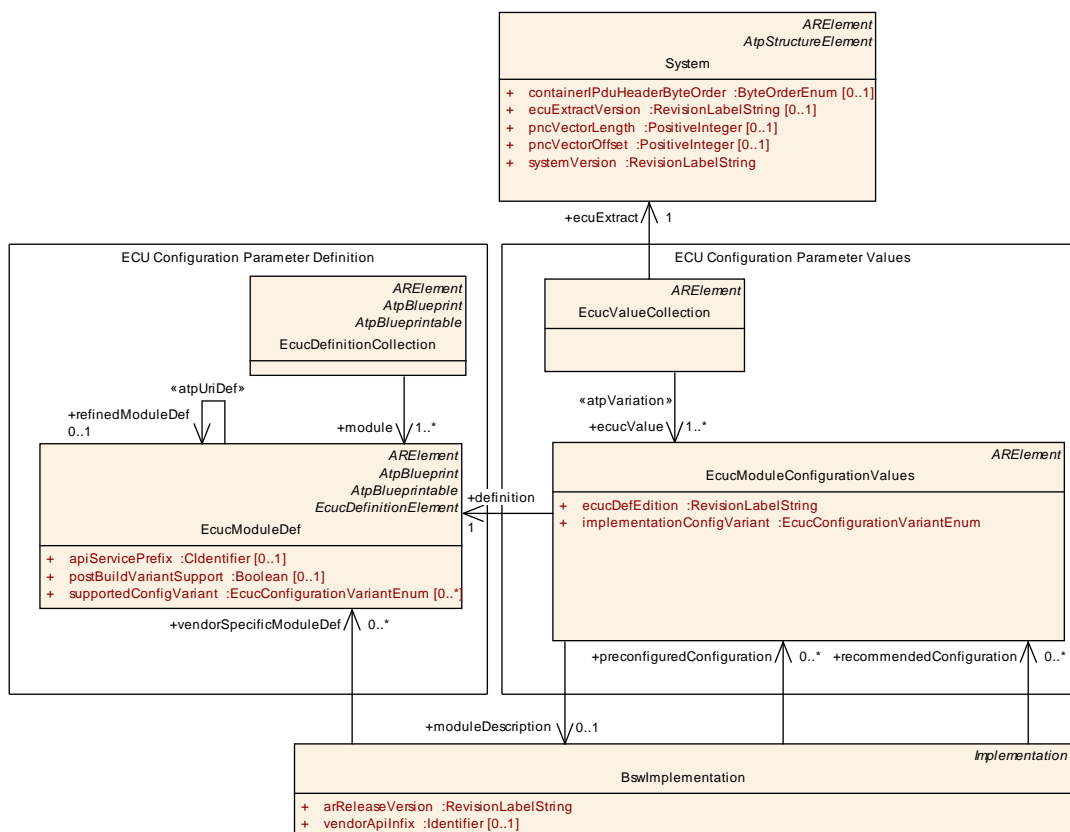 ARElement
AtpStructureElement
System
+ containerIPduHeaderByteOrder :ByteOrderEnum [0..1]
+ ecuExtractVersion :RevisionLabelString [0..1]
+ pncVectorLength :PositiveInteger [0..1]
+ pncVectorOffset :PositiveInteger [0..1]
+ systemVersion :RevisionLabelString
+ecuExtract 1
ECU Configuration Parameter Definition
ECU Configuration Parameter Values
ARElement
AtpBlueprint
AtpBlueprintable
EcucDefinitionCollection
ARElement
EcucValueCollection
«atpUriDef»
+refinedModuleDef
0..1
+module 1..*
«atpVariation»
+ecucValue 1..*
ARElement
AtpBlueprint
AtpBlueprintable
EcucDefinitionElement
EcucModuleDef
+ apiServicePrefix :CIdentifier [0..1]
+ postBuildVariantSupport :Boolean [0..1]
+ supportedConfigVariant :EcucConfigurationVariantEnum [0..*]
+definition
1
ARElement
EcucModuleConfigurationValues
+ ecucDefEdition :RevisionLabelString
+ implementationConfigVariant :EcucConfigurationVariantEnum
+vendorSpecificModuleDef 0..*
+preconfiguredConfiguration 0..*
+recommendedConfiguration 0..*
+moduleDescription 0..1
Implementation
BswImplementation
+ arReleaseVersion :RevisionLabelString
+ vendorApiInfix :Identifier [0..1]